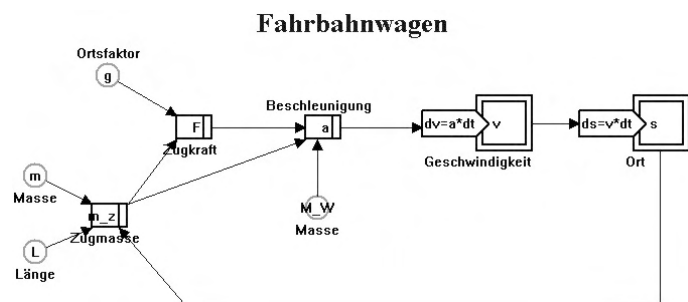 Fahrbahnwagen
Ortsfaktor
g
Beschleunigung
F
a
dv=a*dt
v
ds=v*dt
s
Zugkraft
Geschwindigkeit
Ort
m
Masse
m_z
M_W
Zugmasse
Masse
L
Länge